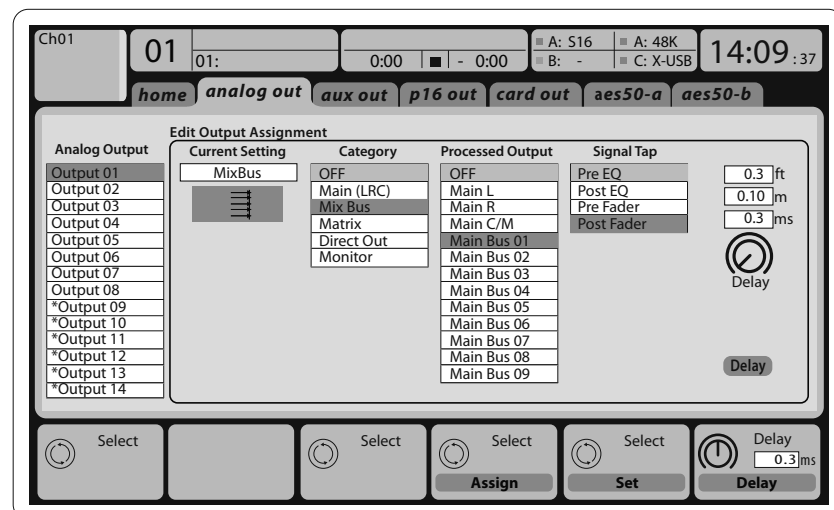 Ch01
01
01:
0:00 - 0:00
A: S16 A: 48K
B: - C: X-USB
14:09 :37
home analog out aux out p16 out card out aes50-a aes50-b
Edit Output Assignment
Analog Output Current Setting Category Processed Output Signal Tap
Output 01
Output 02
Output 03
Output 04
Output 05
Output 06
Output 07
Output 08
*Output 09
*Output 10
*Output 11
*Output 12
*Output 13
*Output 14
MixBus
OFF
Main (LRC)
Mix Bus
Matrix
Direct Out
Monitor
OFF
Main L
Main R
Main C/M
Main Bus 01
Main Bus 02
Main Bus 03
Main Bus 04
Main Bus 05
Main Bus 06
Main Bus 07
Main Bus 08
Main Bus 09
Pre EQ
Post EQ
Pre Fader
Post Fader
0.3 ft
0.10 m
0.3 ms
Delay
Delay
Select
Select
Select
Assign
Select
Set
Delay
0.3 ms
Delay